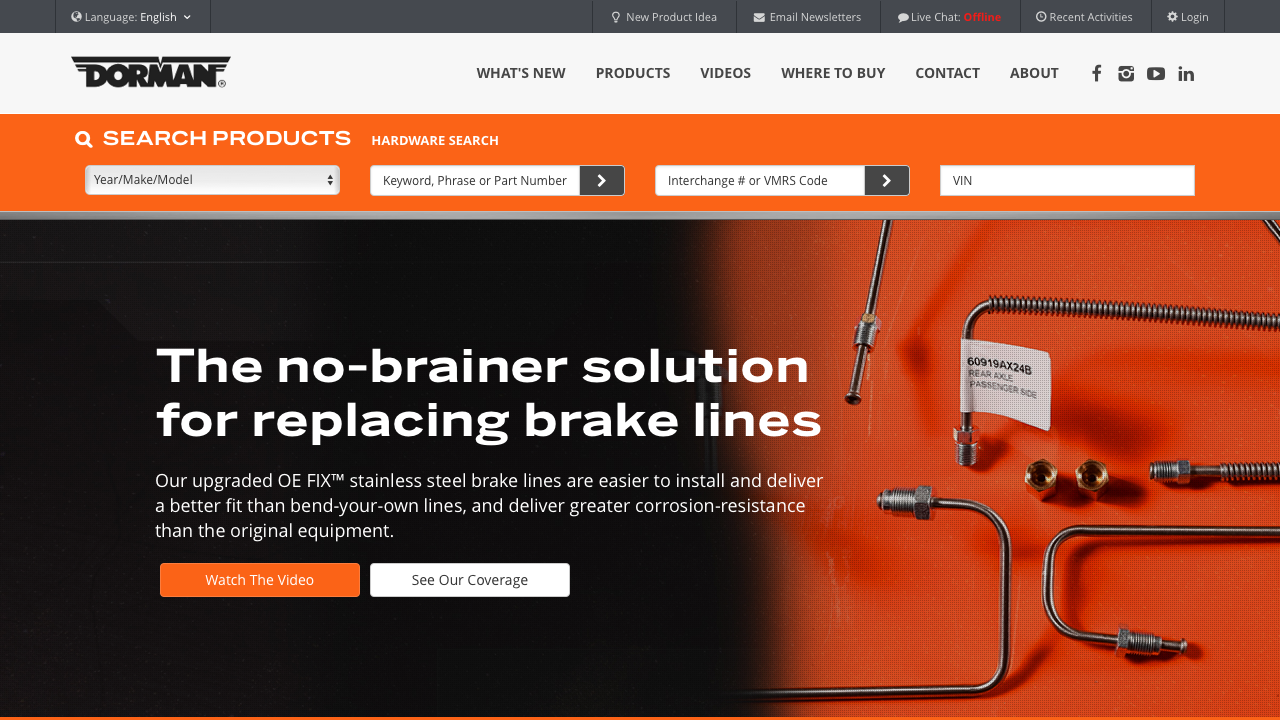 Language: English
New Product Idea
Email Newsletters
Live Chat: Offline
Recent Activities
Login
DORMAN®
WHAT'S NEW
PRODUCTS
VIDEOS
WHERE TO BUY
CONTACT
ABOUT
SEARCH PRODUCTS
HARDWARE SEARCH
Year/Make/Model
Keyword, Phrase or Part Number
Interchange # or VMRS Code
VIN
The no-brainer solution
for replacing brake lines
Our upgraded OE FIX™ stainless steel brake lines are easier to install and deliver
a better fit than bend-your-own lines, and deliver greater corrosion-resistance
than the original equipment.
Watch The Video
See Our Coverage
60919AX24B
REAR AXLE
PASSENGER SIDE